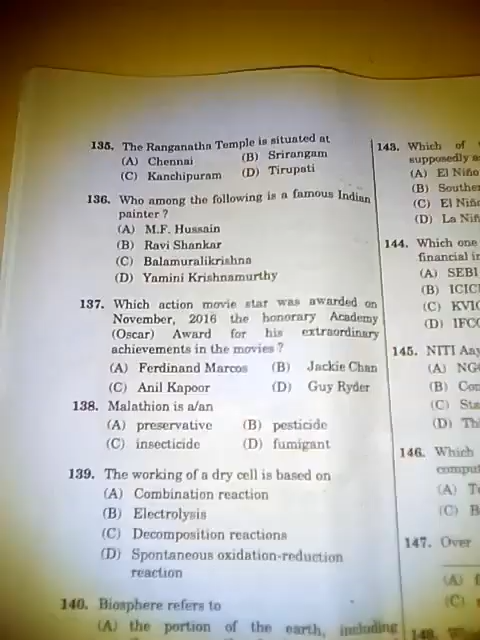 135. The Ranganatha Temple is situated at
(A) Chennai (B) Srirangam
(C) Kanchipuram (D) Tirupati
136. Who among the following is a famous Indian
painter ?
(A) M.F. Hussain
(B) Ravi Shankar
(C) Balamuralikrishna
(D) Yamini Krishnamurthy
137. Which action movie star was awarded on
November, 2016 the honorary Academy
(Oscar) Award for his extraordinary
achievements in the movies ?
(A) Ferdinand Marcos (B) Jackie Chan
(C) Anil Kapoor (D) Guy Ryder
138. Malathion is a/an
(A) preservative (B) pesticide
(C) insecticide (D) fumigant
139. The working of a dry cell is based on
(A) Combination reaction
(B) Electrolysis
(C) Decomposition reactions
(D) Spontaneous oxidation-reduction
reaction
140. Biosphere refers to
(A) the portion of the earth, including
143. Which of
supposedly
(A) El Niño
(B) Southe
(C) El Niñ
(D) La Niñ
144. Which one
financial in
(A) SEBI
(B) ICIC
(C) KVIC
(D) IFC
145. NITI Aay
(A) NG
(B) Con
(C) Sta
(D) Th
146. Which
comput
(A) T
(C) B
147. Over
(A)
(C)
148.